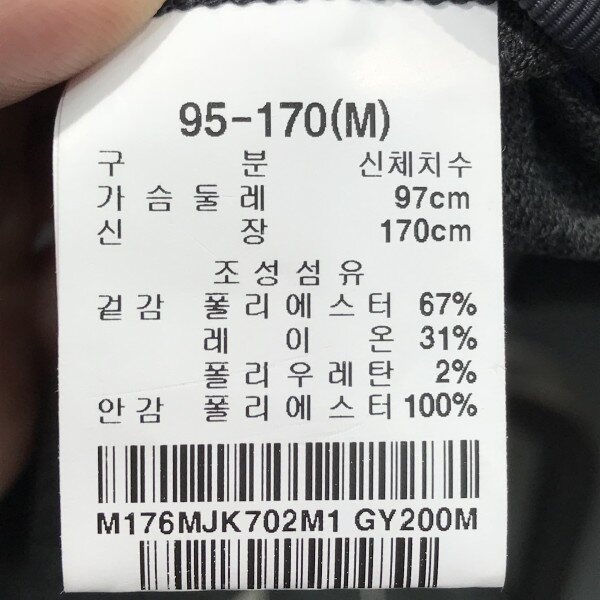 95-170(M)
구 분 신체치수
가슴둘레 97cm
신 장 170cm
조성섬유
겉감 폴리에스터 67%
레 이 온 31%
폴리우레탄 2%
안감 폴리에스터 100%
M176MJK702M1 GY200M